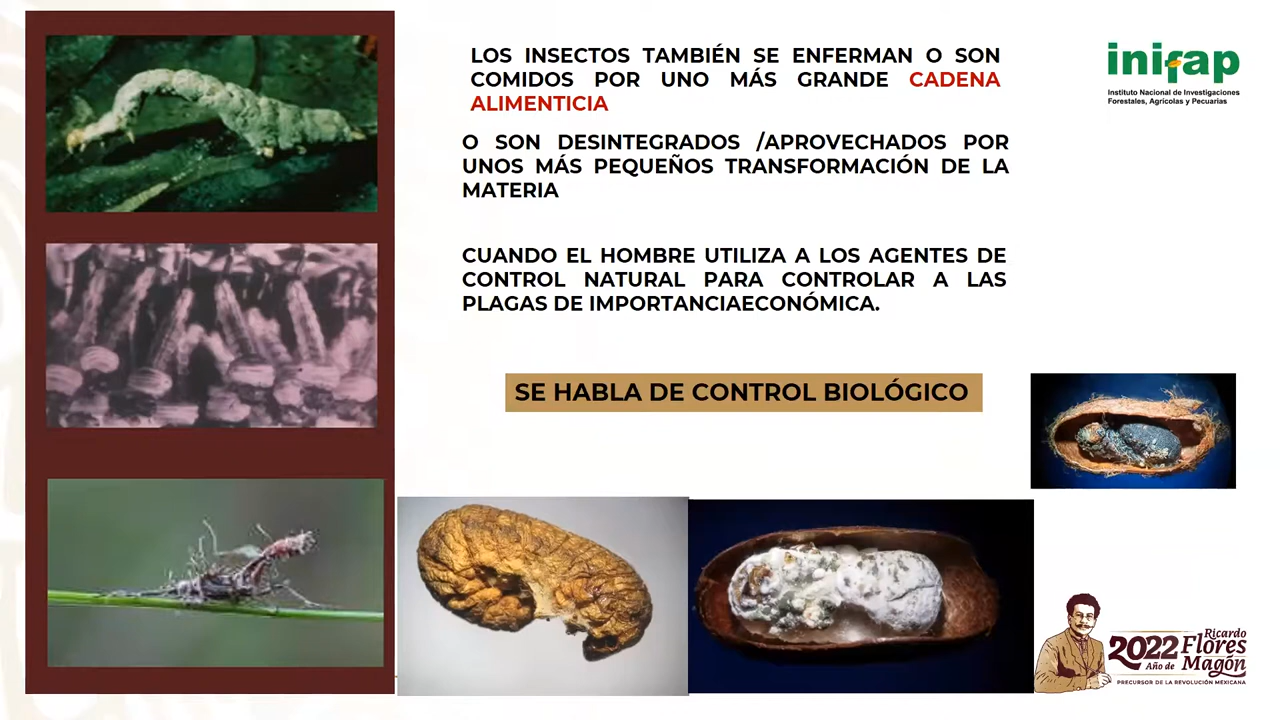 LOS INSECTOS TAMBIÉN SE ENFERMAN O SON
COMIDOS POR UNO MÁS GRANDE CADENA
ALIMENTICIA
O SON DESINTEGRADOS /APROVECHADOS POR
UNOS MÁS PEQUEÑOS TRANSFORMACIÓN DE LA
MATERIA
CUANDO EL HOMBRE UTILIZA A LOS AGENTES DE
CONTROL NATURAL PARA CONTROLAR A LAS
PLAGAS DE IMPORTANCIAECONÓMICA.
SE HABLA DE CONTROL BIOLÓGICO
inifap
Instituto Nacional de Investigaciones
Forestales, Agrícolas y Pecuarias
2022 Ricardo
Flores
Año de Magón
PRECURSOR DE LA REVOLUCIÓN MEXICANA